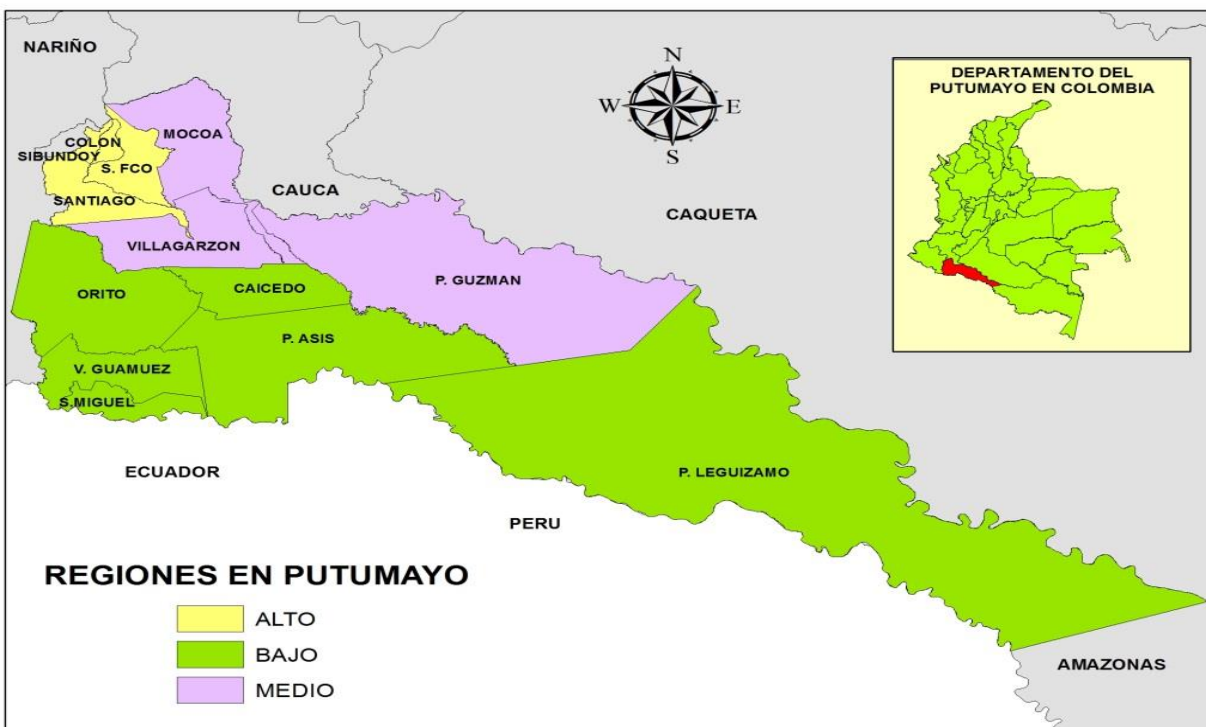 NARIÑO
N
W E
S
DEPARTAMENTO DEL
PUTUMAYO EN COLOMBIA
MOCOA
COLON
SIBUNDOY
S. FCO
SANTIAGO
CAUCA
CAQUETA
VILLAGARZON
ORITO
CAICEDO
P. GUZMAN
P. ASIS
V. GUAMUEZ
S.MIGUEL
ECUADOR
P. LEGUIZAMO
PERU
REGIONES EN PUTUMAYO
ALTO
BAJO
MEDIO
AMAZONAS